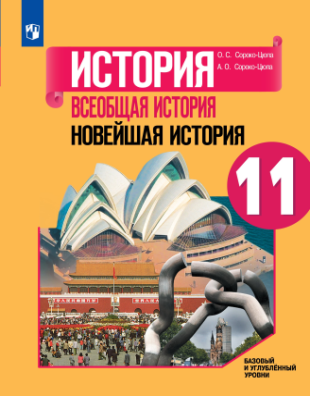 О. С. Сороко-Цюпа
А. О. Сороко-Цюпа
ИСТОРИЯ
ВСЕОБЩАЯ ИСТОРИЯ
НОВЕЙШАЯ ИСТОРИЯ
11
БАЗОВЫЙ
И УГЛУБЛЁННЫЙ
УРОВНИ